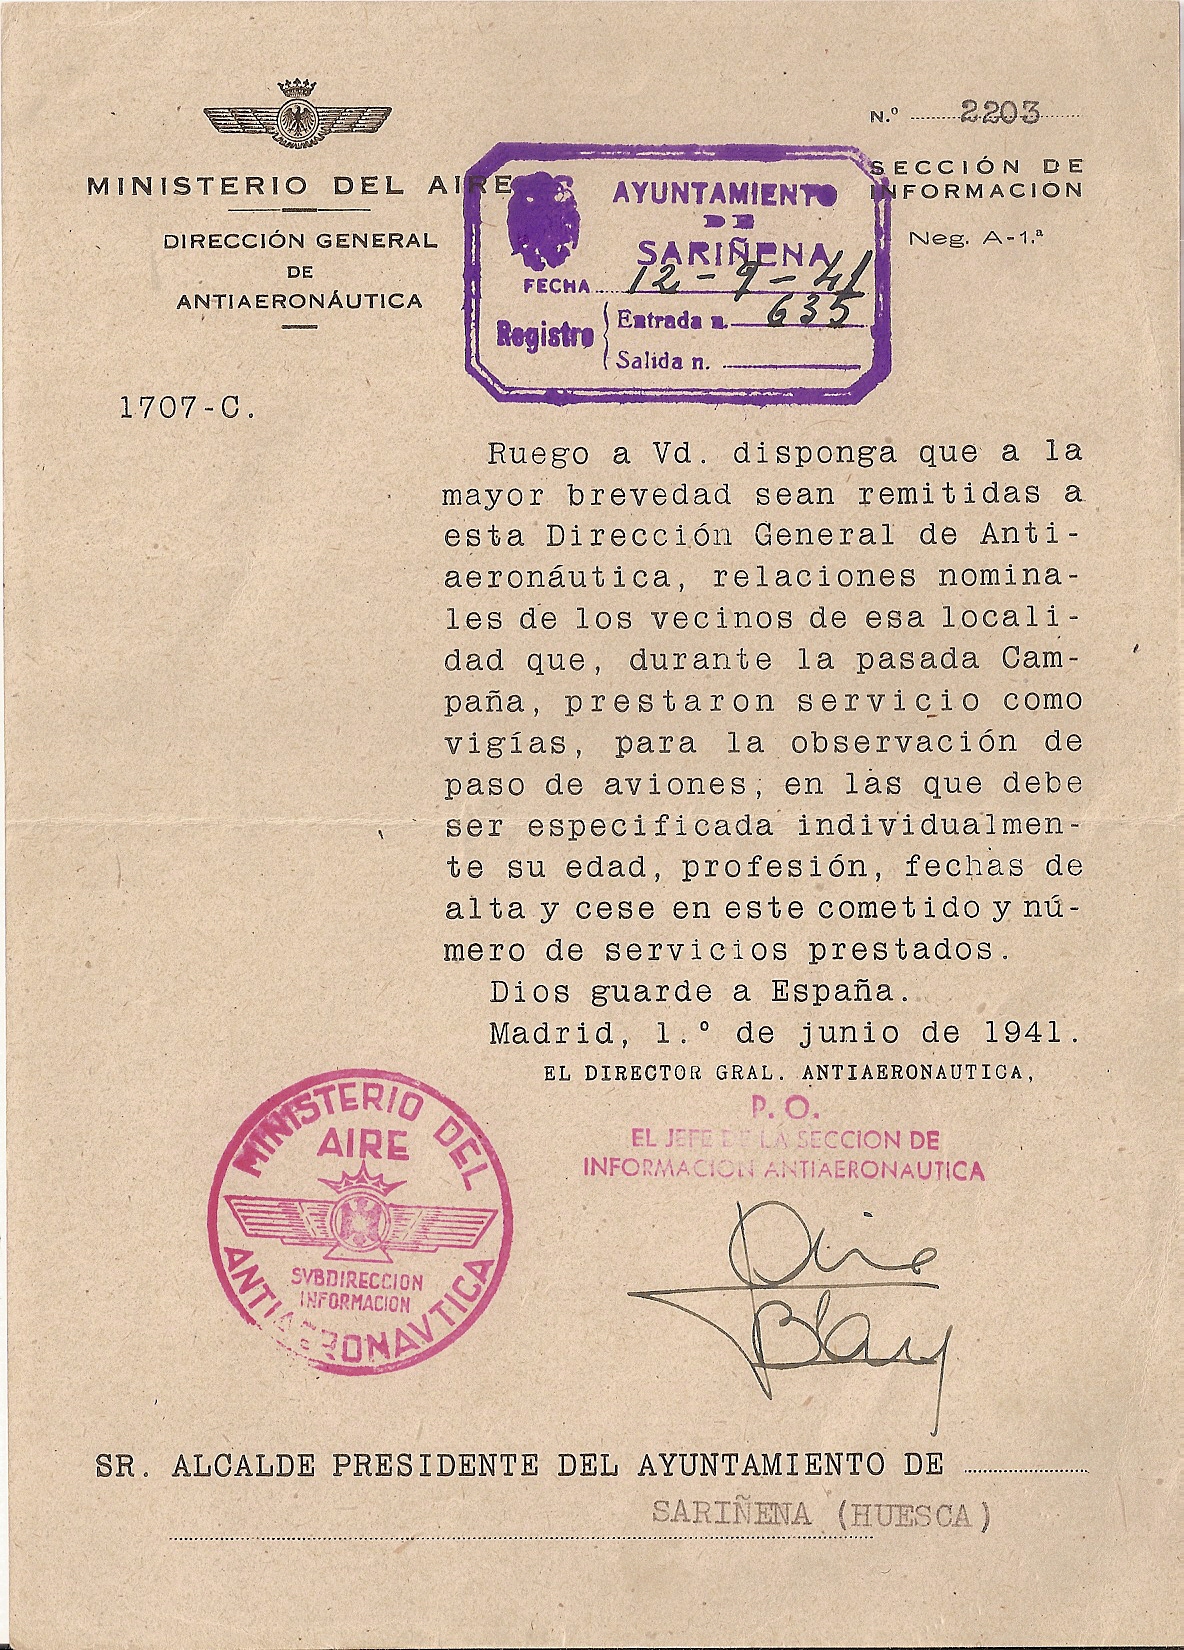 N.º 2203
MINISTERIO DEL AIRE
DIRECCIÓN GENERAL
DE
ANTIAERONÁUTICA
SECCIÓN DE
INFORMACION
Neg. A-1.ª
AYUNTAMIENTO
DE
SARIÑENA
FECHA 12-9-41
Registro
Entrada n. 635
Salida n.
1707-C.
Ruego a Vd. disponga que a la
mayor brevedad sean remitidas a
esta Dirección General de Anti-
aeronáutica, relaciones nomina-
les de los vecinos de esa locali-
dad que, durante la pasada Cam-
paña, prestaron servicio como
vigías, para la observación de
paso de aviones; en las que debe
ser especificada individualmen-
te su edad, profesión, fechas de
alta y cese en este cometido y nú-
mero de servicios prestados.
Dios guarde a España.
Madrid, 1.º de junio de 1941.
EL DIRECTOR GRAL. ANTIAERONAUTICA,
P. O.
EL JEFE DE LA SECCION DE
INFORMACION ANTIAERONAUTICA
MINISTERIO DEL
AIRE
SVBDIRECCION
INFORMACION
ANTIAERONAVTICA
SR. ALCALDE PRESIDENTE DEL AYUNTAMIENTO DE
SARIÑENA (HUESCA)